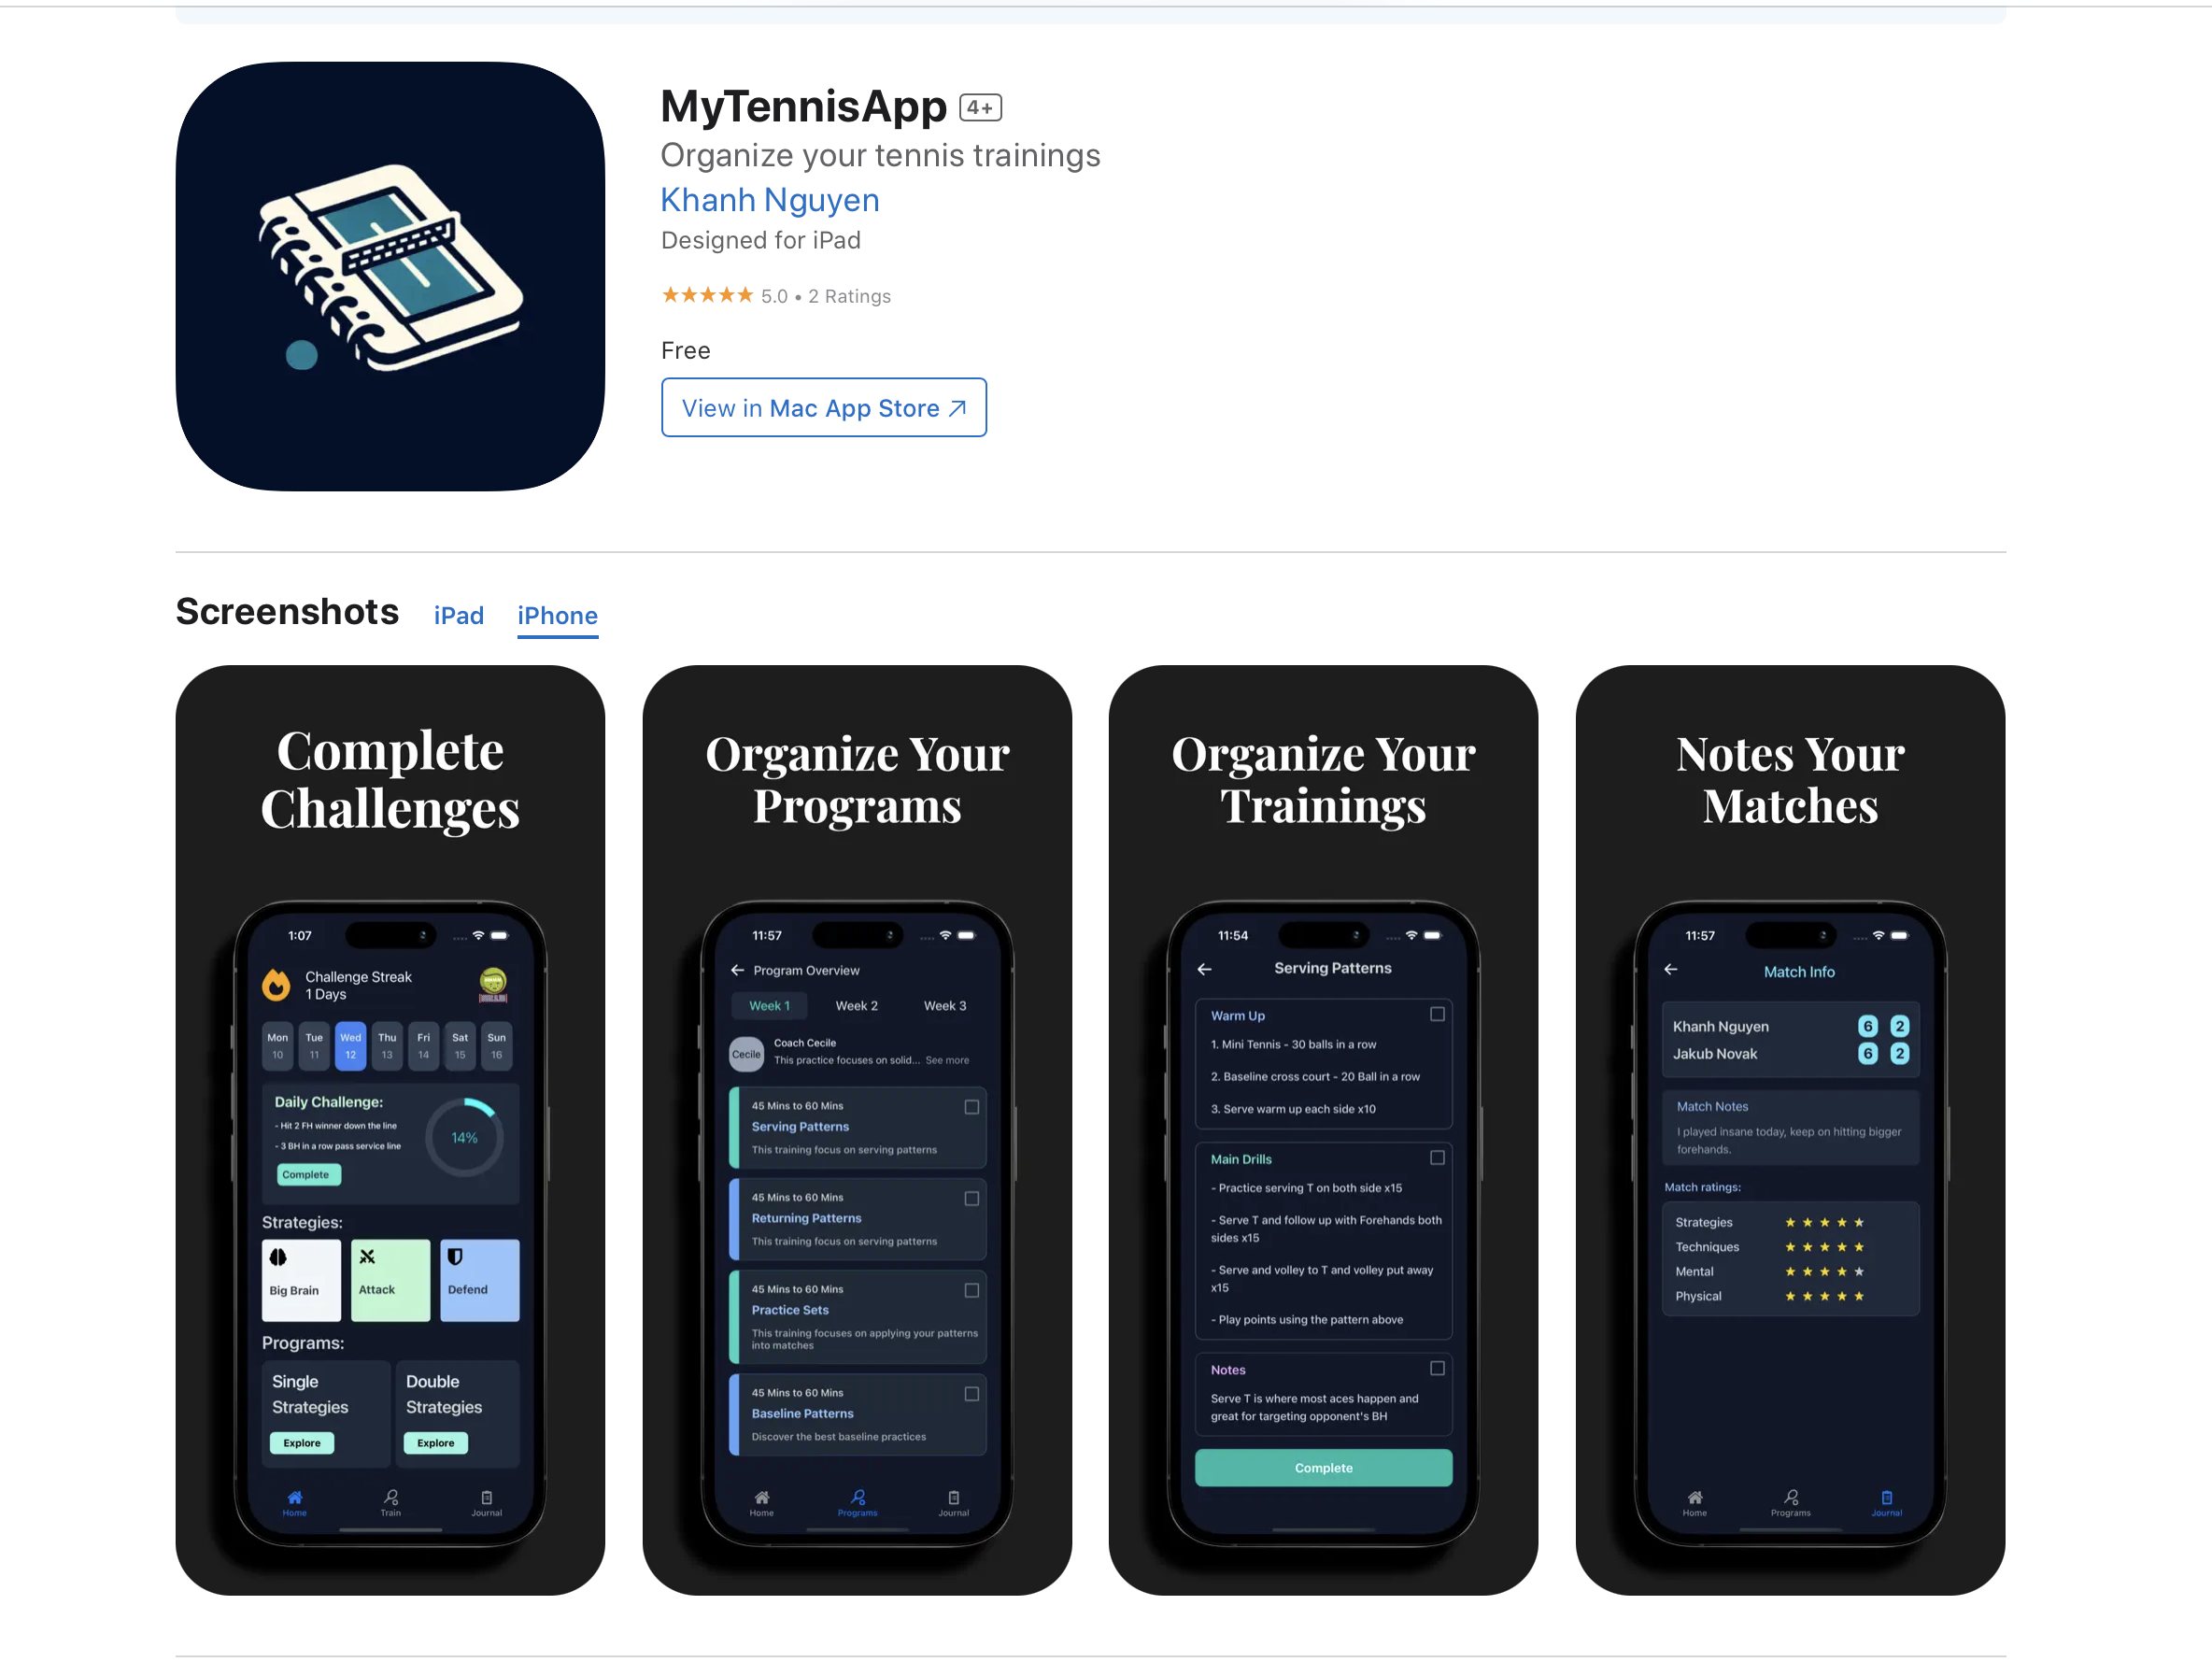 MyTennisApp 4+
Organize your tennis trainings
Khanh Nguyen
Designed for iPad
5.0 • 2 Ratings
Free
View in Mac App Store
Screenshots iPad iPhone
Complete
Challenges
1:07
Challenge Streak
1 Days
Mon Tue Wed Thu Fri Sat Sun
10 11 12 13 14 15 16
Daily Challenge:
- Hit 2 FH winner down the line
- 3 BH in a row pass service line
14%
Complete
Strategies:
Big Brain Attack Defend
Programs:
Single
Strategies
Explore
Double
Strategies
Explore
Home Train Journal
Organize Your
Programs
11:57
Program Overview
Week 1 Week 2 Week 3
Cecile
Coach Cecile
This practice focuses on solid... See more
45 Mins to 60 Mins
Serving Patterns
This training focus on serving patterns
45 Mins to 60 Mins
Returning Patterns
This training focus on serving patterns
45 Mins to 60 Mins
Practice Sets
This training focuses on applying your patterns
into matches
45 Mins to 60 Mins
Baseline Patterns
Discover the best baseline practices
Home Programs Journal
Organize Your
Trainings
11:54
Serving Patterns
Warm Up
1. Mini Tennis - 30 balls in a row
2. Baseline cross court - 20 Ball in a row
3. Serve warm up each side x10
Main Drills
- Practice serving T on both side x15
- Serve T and follow up with Forehands both
sides x15
- Serve and volley to T and volley put away
x15
- Play points using the pattern above
Notes
Serve T is where most aces happen and
great for targeting opponent's BH
Complete
Notes Your
Matches
11:57
Match Info
Khanh Nguyen 6 2
Jakub Novak 6 2
Match Notes
I played insane today, keep on hitting bigger
forehands.
Match ratings:
Strategies
Techniques
Mental
Physical
Home Programs Journal